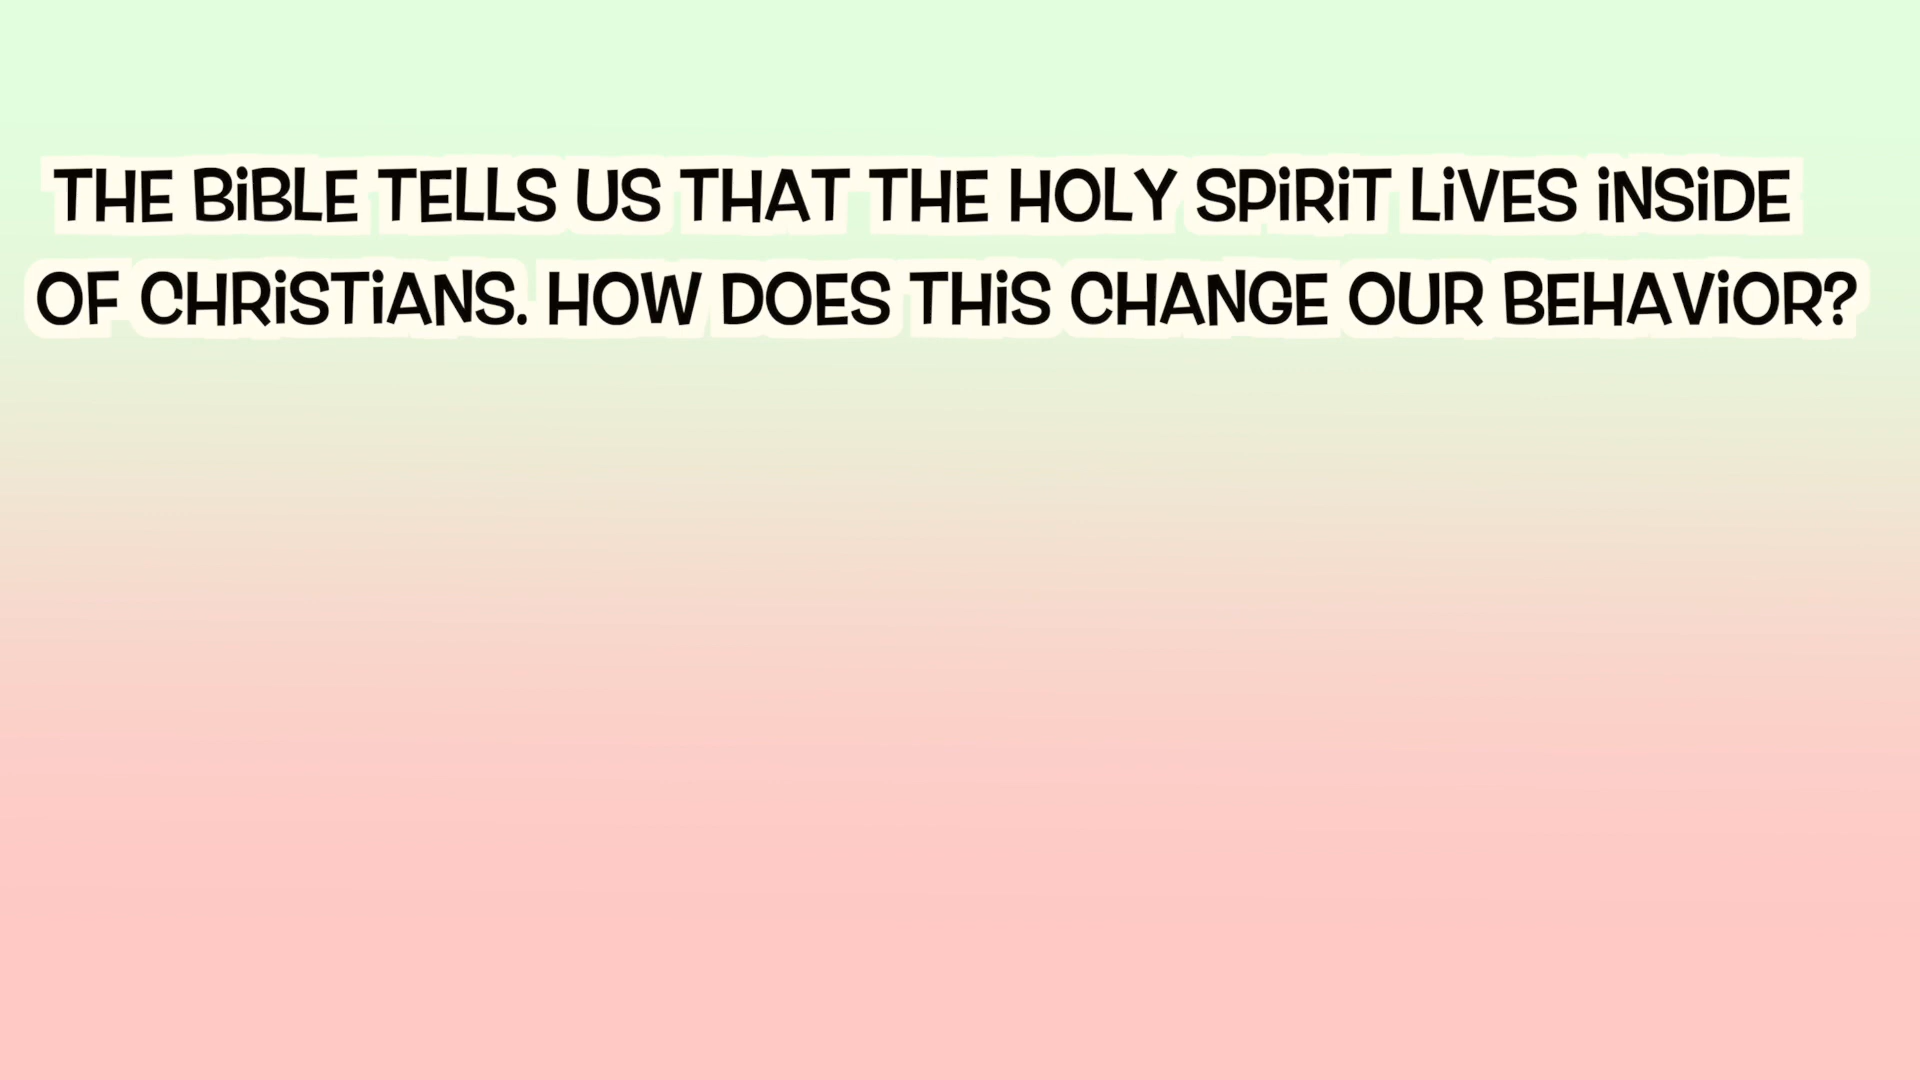 THE BiBLE TELLS US THAT THE HOLY SPiRiT LiVES iNSiDE
OF CHRiSTiANS. HOW DOES THiS CHANGE OUR BEHAViOR?